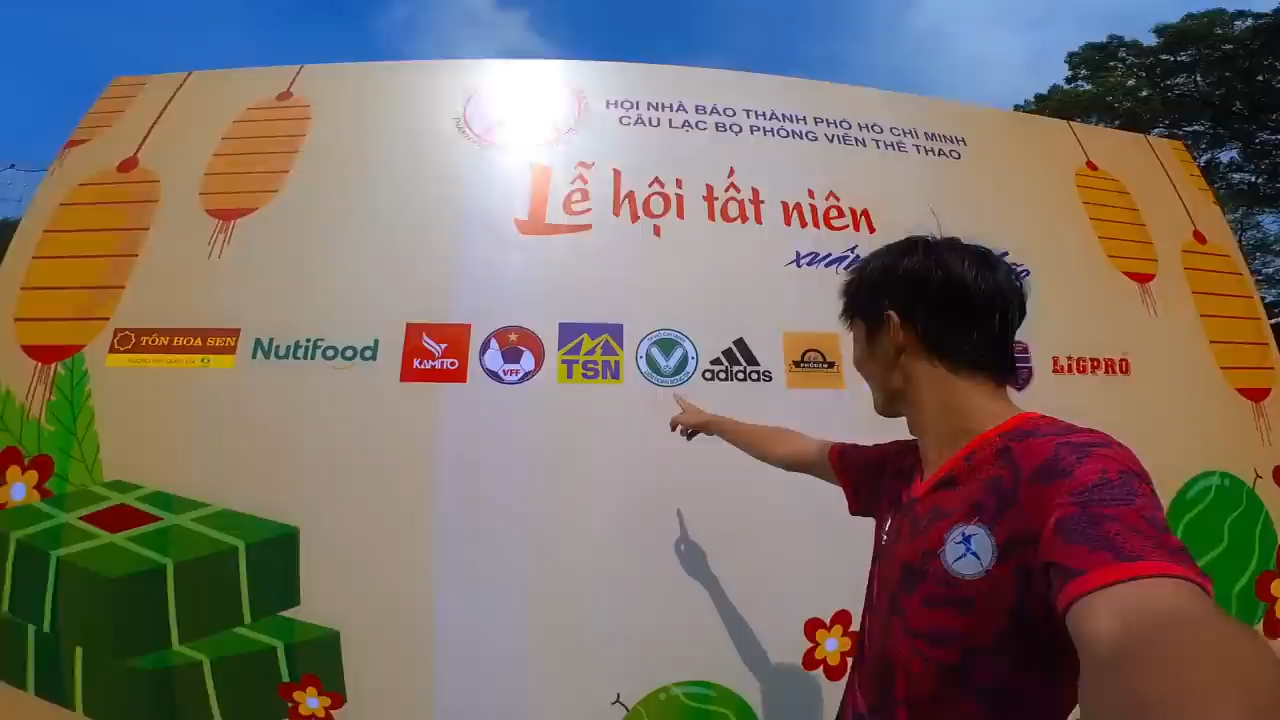 HỘI NHÀ BÁO THÀNH PHỐ HỒ CHÍ MINH
CÂU LẠC BỘ PHÓNG VIÊN THỂ THAO
Lễ hội tất niên
TÔN HOA SEN
NutiFood
KAMITO
VFF
TSN
adidas
LIGPRO